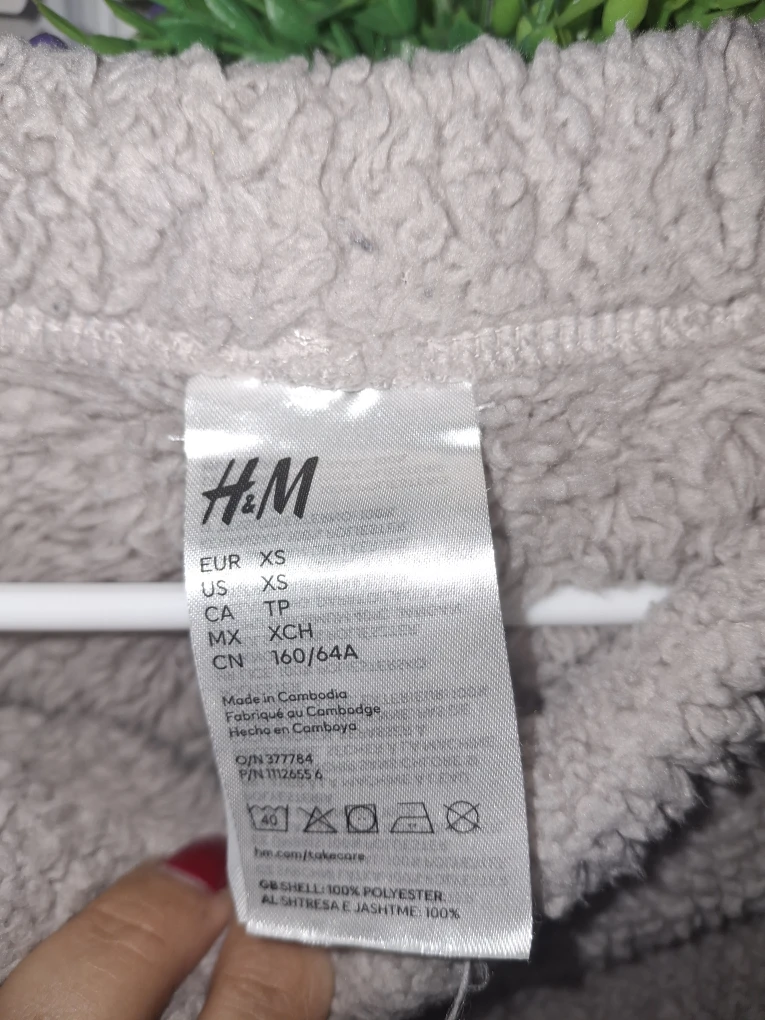 H&M
EUR XS
US XS
CA TP
MX XCH
CN 160/64A
Made in Cambodia
Fabriqué au Cambodge
Hecho en Camboya
O/N 377784
P/N 1112655 6
40
hm.com/takecare
GB SHELL: 100% POLYESTER
AL SHTRESA E JASHTME: 100%